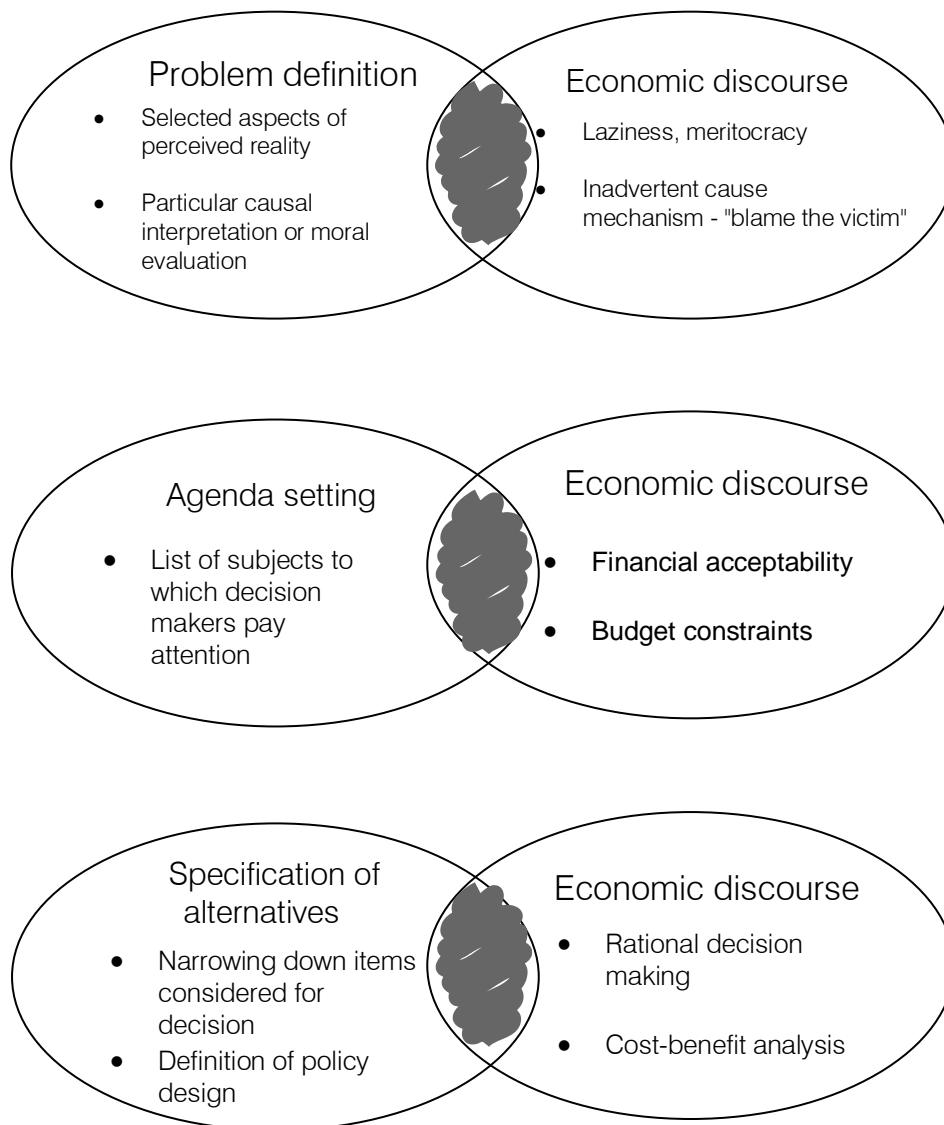 Problem definition
• Selected aspects of
perceived reality
• Particular causal
interpretation or moral
evaluation
Economic discourse
• Laziness, meritocracy
• Inadvertent cause
mechanism - "blame the victim"
Agenda setting
• List of subjects to
which decision
makers pay
attention
Economic discourse
• Financial acceptability
• Budget constraints
Specification of
alternatives
• Narrowing down items
considered for
decision
• Definition of policy
design
Economic discourse
• Rational decision
making
• Cost-benefit analysis